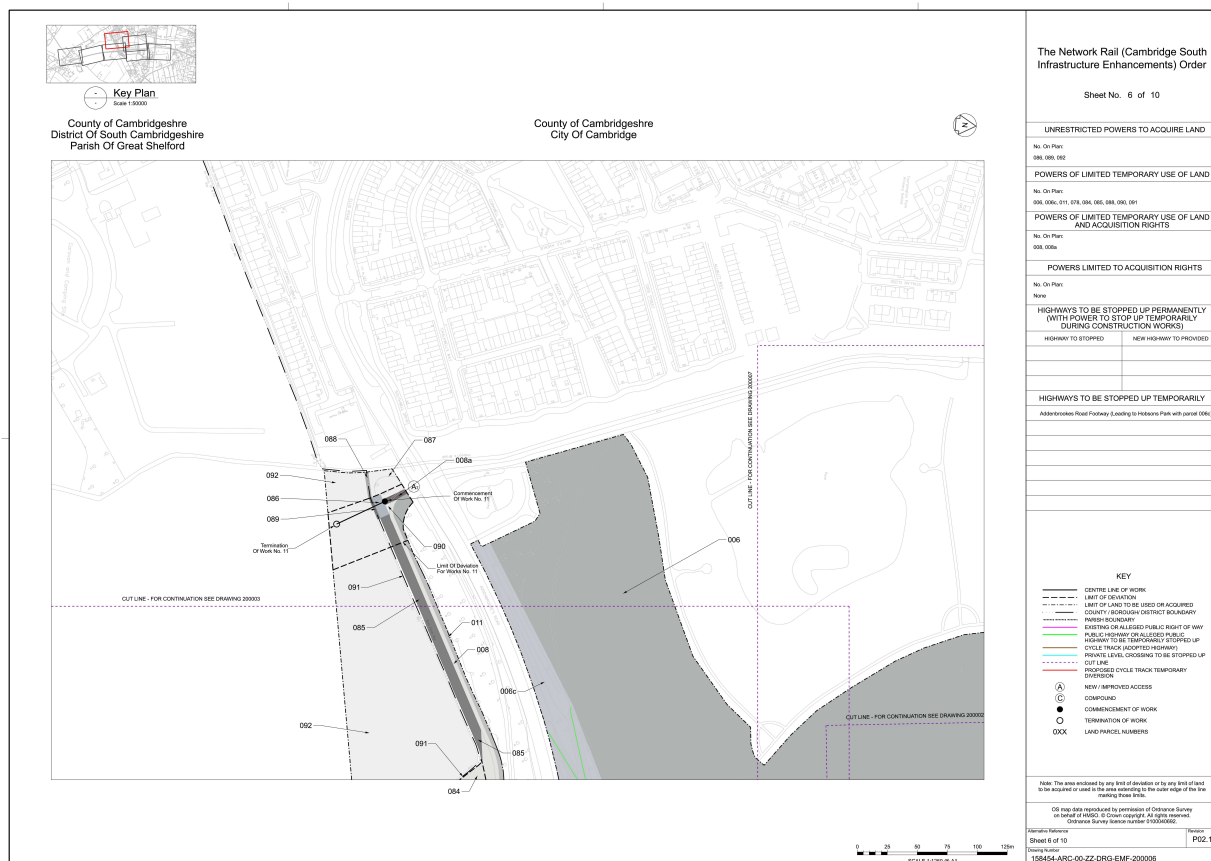 Key Plan
Scale 1:50000
County of Cambridgeshire
District Of South Cambridgeshire
Parish Of Great Shelford
County of Cambridgeshire
City Of Cambridge
N
088
087
008a
092
A
086
Commencement
Of Work No. 11
089
Termination
Of Work No. 11
090
Limit Of Deviation
For Works No. 11
006
091
CUT LINE - FOR CONTINUATION SEE DRAWING 200007
CUT LINE - FOR CONTINUATION SEE DRAWING 200003
085
011
008
006c
092
CUT LINE - FOR CONTINUATION SEE DRAWING 200002
091
085
084
0 25 50 75 100 125m
The Network Rail (Cambridge South
Infrastructure Enhancements) Order
Sheet No. 6 of 10
UNRESTRICTED POWERS TO ACQUIRE LAND
No. On Plan:
086, 089, 092
POWERS OF LIMITED TEMPORARY USE OF LAND
No. On Plan:
006, 006c, 011, 078, 084, 085, 088, 090, 091
POWERS OF LIMITED TEMPORARY USE OF LAND
AND ACQUISITION RIGHTS
No. On Plan:
008, 008a
POWERS LIMITED TO ACQUISITION RIGHTS
No. On Plan:
None
HIGHWAYS TO BE STOPPED UP PERMANENTLY
(WITH POWER TO STOP UP TEMPORARILY
DURING CONSTRUCTION WORKS)
HIGHWAY TO STOPPED NEW HIGHWAY TO PROVIDED
HIGHWAYS TO BE STOPPED UP TEMPORARILY
Addenbrookes Road Footway (Leading to Hobsons Park with parcel 006c)
KEY
CENTRE LINE OF WORK
LIMIT OF DEVIATION
LIMIT OF LAND TO BE USED OR ACQUIRED
COUNTY / BOROUGH/ DISTRICT BOUNDARY
PARISH BOUNDARY
EXISTING OR ALLEGED PUBLIC RIGHT OF WAY
PUBLIC HIGHWAY OR ALLEGED PUBLIC
HIGHWAY TO BE TEMPORARILY STOPPED UP
CYCLE TRACK (ADOPTED HIGHWAY)
PRIVATE LEVEL CROSSING TO BE STOPPED UP
CUT LINE
PROPOSED CYCLE TRACK TEMPORARY
DIVERSION
A NEW / IMPROVED ACCESS
C COMPOUND
COMMENCEMENT OF WORK
TERMINATION OF WORK
0XX LAND PARCEL NUMBERS
Note: The area enclosed by any limit of deviation or by any limit of land
to be acquired or used is the area extending to the outer edge of the line
marking those limits.
OS map data reproduced by permission of Ordnance Survey
on behalf of HMSO. © Crown copyright. All rights reserved.
Ordnance Survey licence number 0100040692.
Alternative Reference Revision
Sheet 6 of 10 P02.1
Drawing Number
158454-ARC-00-ZZ-DRG-EMF-200006